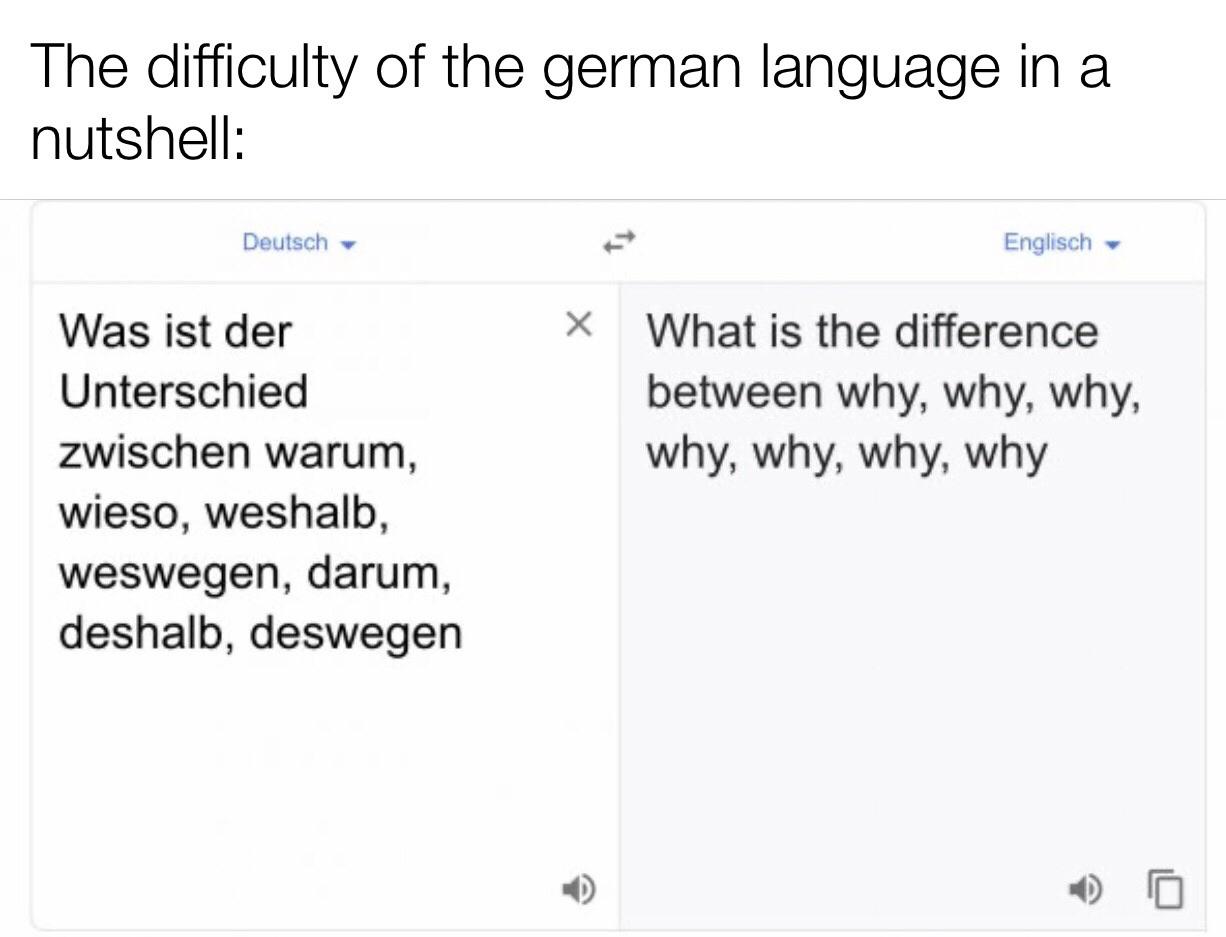 The difficulty of the german language in a
nutshell:
Deutsch
Englisch
Was ist der
Unterschied
zwischen warum,
wieso, weshalb,
weswegen, darum,
deshalb, deswegen
What is the difference
between why, why, why,
why, why, why, why